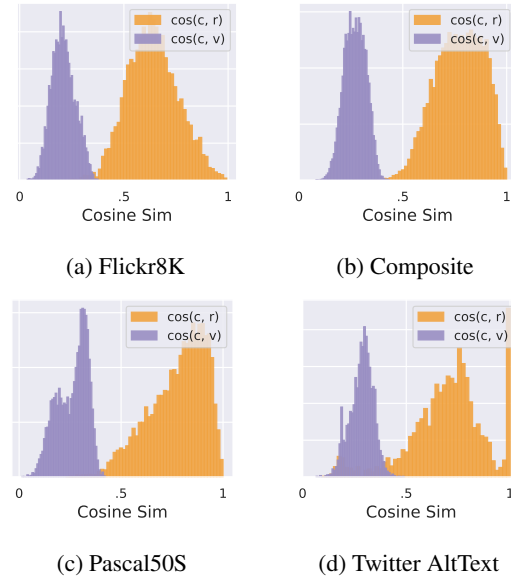 cos(c, r)
cos(c, v)
0 .5 1
Cosine Sim
(a) Flickr8K
cos(c, r)
cos(c, v)
0 .5 1
Cosine Sim
(b) Composite
cos(c, r)
cos(c, v)
0 .5 1
Cosine Sim
(c) Pascal50S
cos(c, r)
cos(c, v)
0 .5 1
Cosine Sim
(d) Twitter AltText